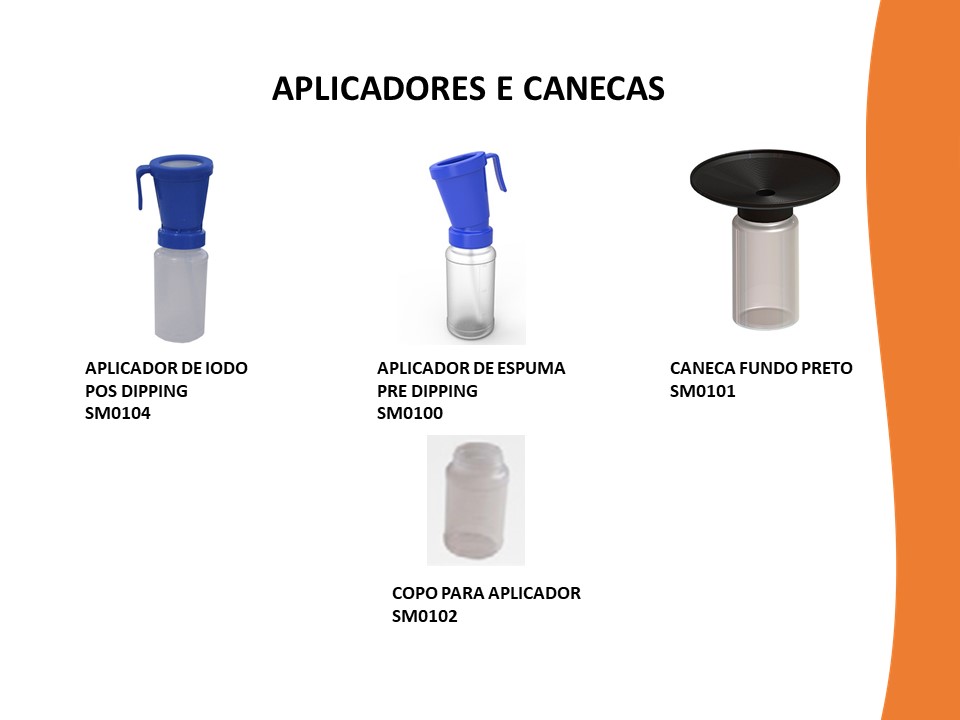 APLICADORES E CANECAS
APLICADOR DE IODO
POS DIPPING
SM0104
APLICADOR DE ESPUMA
PRE DIPPING
SM0100
CANECA FUNDO PRETO
SM0101
COPO PARA APLICADOR
SM0102